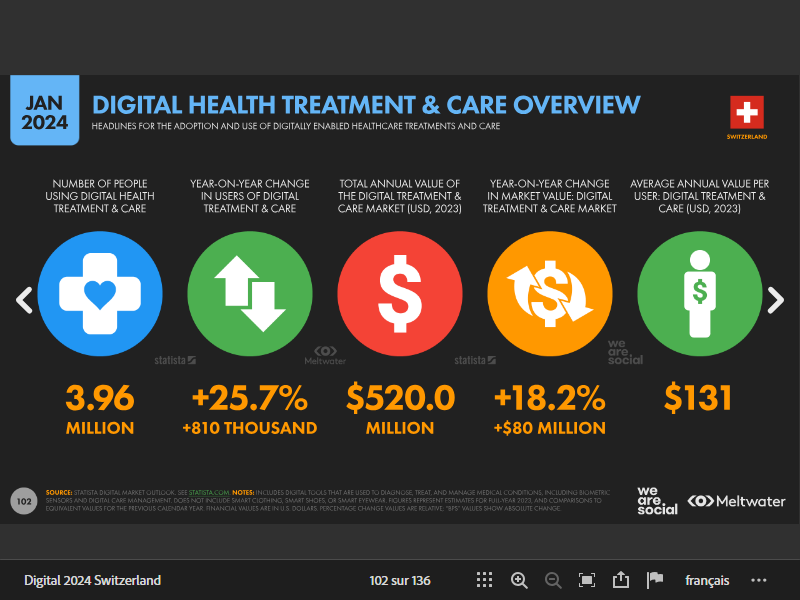 JAN
2024
DIGITAL HEALTH TREATMENT & CARE OVERVIEW
HEADLINES FOR THE ADOPTION AND USE OF DIGITALLY ENABLED HEALTHCARE TREATMENTS AND CARE
SWITZERLAND
NUMBER OF PEOPLE
USING DIGITAL HEALTH
TREATMENT & CARE
YEAR-ON-YEAR CHANGE
IN USERS OF DIGITAL
TREATMENT & CARE
TOTAL ANNUAL VALUE OF
THE DIGITAL TREATMENT &
CARE MARKET (USD, 2023)
YEAR-ON-YEAR CHANGE
IN MARKET VALUE: DIGITAL
TREATMENT & CARE MARKET
AVERAGE ANNUAL VALUE PER
USER: DIGITAL TREATMENT &
CARE (USD, 2023)
$
$
$
statista
Meltwater
statista
we
are
social
3.96
MILLION
+25.7%
+810 THOUSAND
$520.0
MILLION
+18.2%
+$80 MILLION
$131
102
SOURCE: STATISTA DIGITAL MARKET OUTLOOK. SEE STATISTA.COM. NOTES: INCLUDES DIGITAL TOOLS THAT ARE USED TO DIAGNOSE, TREAT, AND MANAGE MEDICAL CONDITIONS, INCLUDING BIOMETRIC
SENSORS AND DIGITAL CARE MANAGEMENT. DOES NOT INCLUDE SMART CLOTHING, SMART SHOES, OR SMART EYEWEAR. FIGURES REPRESENT ESTIMATES FOR FULL-YEAR 2023, AND COMPARISONS TO
EQUIVALENT VALUES FOR THE PREVIOUS CALENDAR YEAR. FINANCIAL VALUES ARE IN U.S. DOLLARS. PERCENTAGE CHANGE VALUES ARE RELATIVE; "BPS" VALUES SHOW ABSOLUTE CHANGE.
we
are
social
Meltwater
Digital 2024 Switzerland
102 sur 136
français